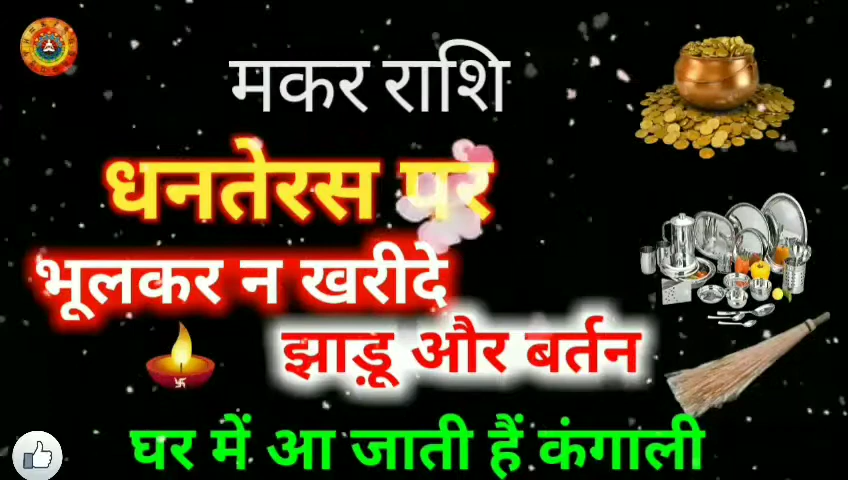 मकर राशि
धनतेरस पर
भूलकर न खरीदे
झाड़ू और बर्तन
घर में आ जाती हैं कंगाली